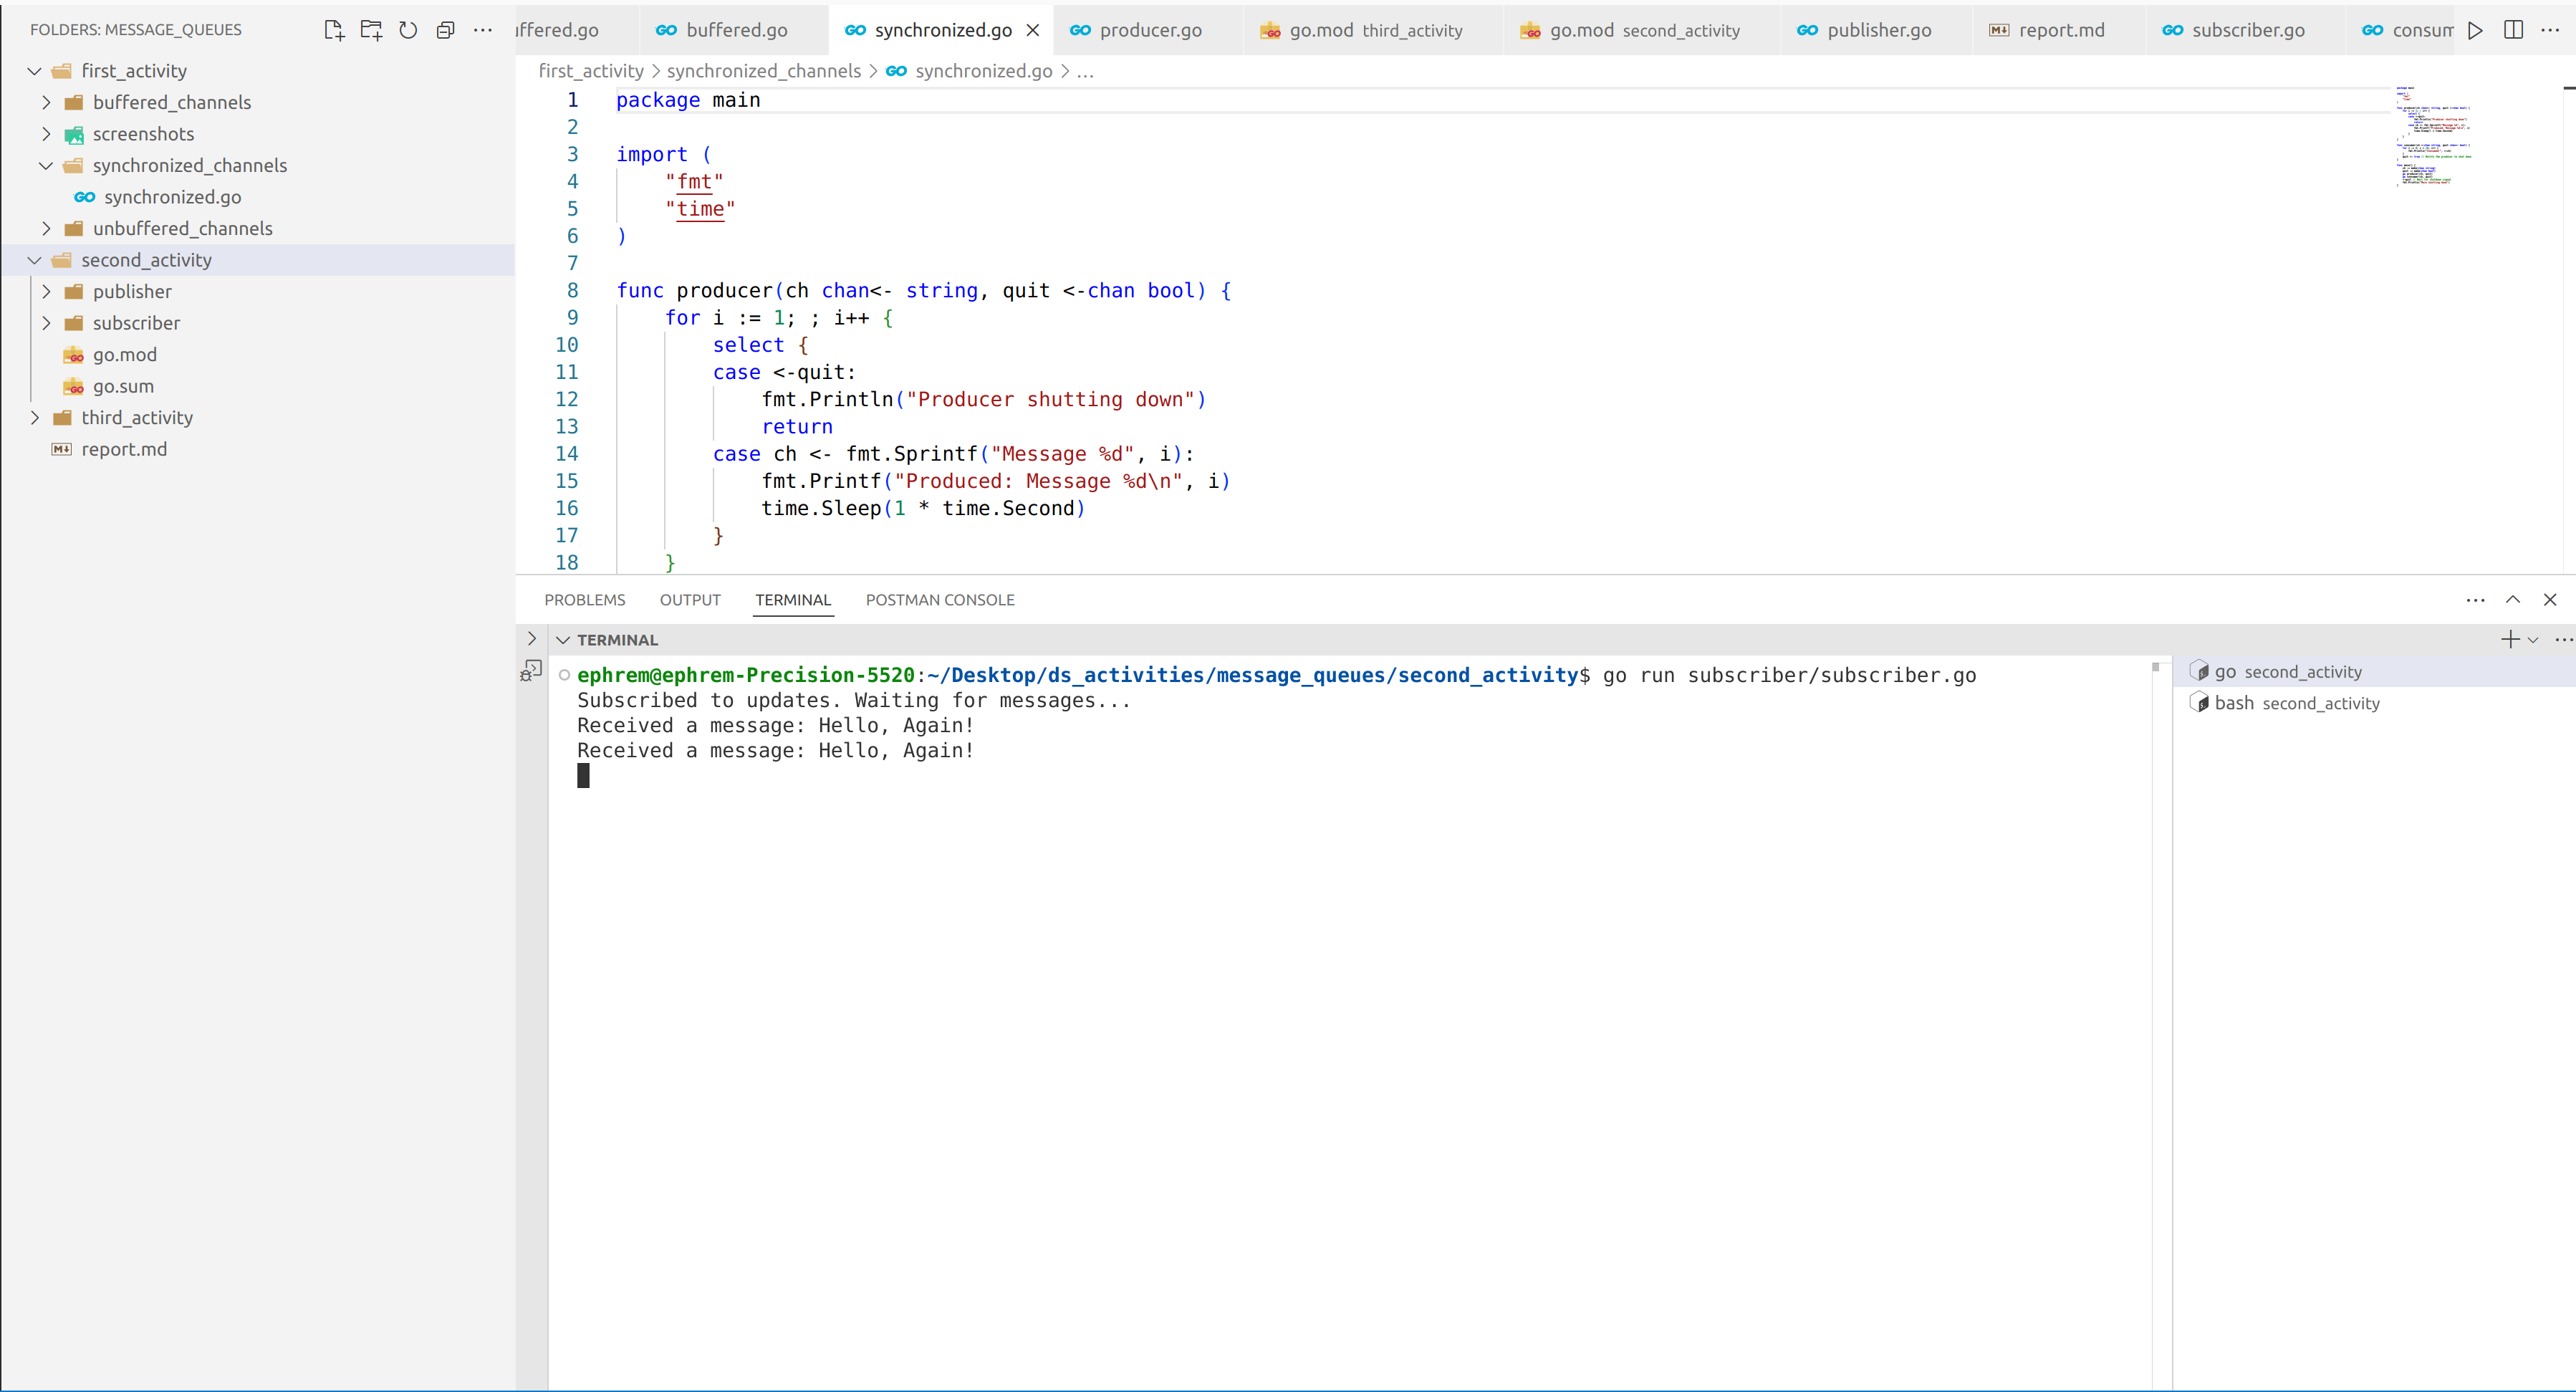 FOLDERS: MESSAGE_QUEUES
first_activity
buffered_channels
screenshots
synchronized_channels
synchronized.go
unbuffered_channels
second_activity
publisher
subscriber
go.mod
go.sum
third_activity
report.md
uffered.go buffered.go synchronized.go producer.go go.mod third_activity go.mod second_activity publisher.go report.md subscriber.go consum
first_activity > synchronized_channels > synchronized.go > ...
1 package main
2
3 import (
4 "fmt"
5 "time"
6 )
7
8 func producer(ch chan<- string, quit <-chan bool) {
9 for i := 1; ; i++ {
10 select {
11 case <-quit:
12 fmt.Println("Producer shutting down")
13 return
14 case ch <- fmt.Sprintf("Message %d", i):
15 fmt.Printf("Produced: Message %d\n", i)
16 time.Sleep(1 * time.Second)
17 }
18 }
PROBLEMS OUTPUT TERMINAL POSTMAN CONSOLE
TERMINAL
ephrem@ephrem-Precision-5520:~/Desktop/ds_activities/message_queues/second_activity$ go run subscriber/subscriber.go
Subscribed to updates. Waiting for messages...
Received a message: Hello, Again!
Received a message: Hello, Again!
go second_activity
bash second_activity